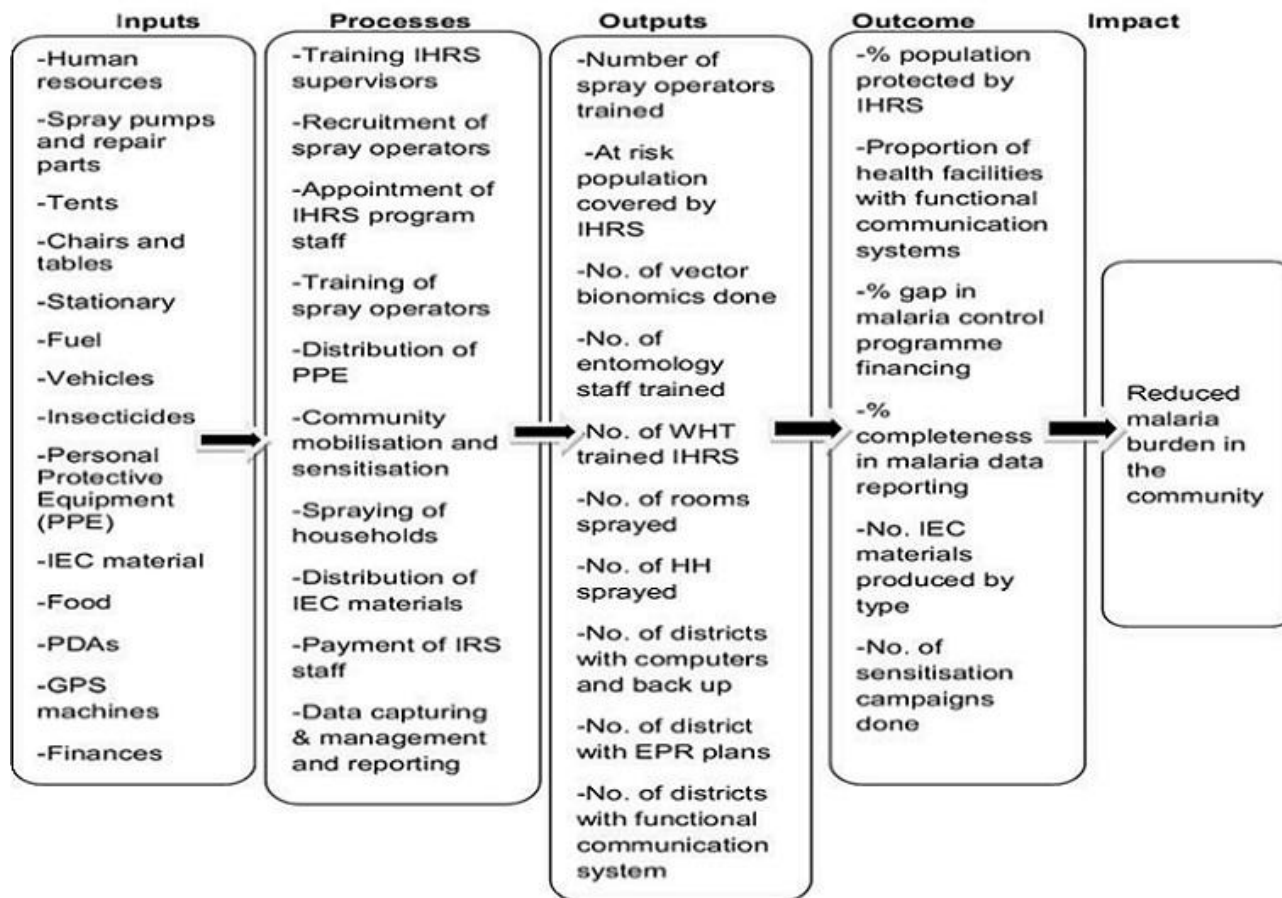 Inputs
Processes
Outputs
Outcome
Impact
-Human
resources
-Spray pumps
and repair
parts
-Tents
-Chairs and
tables
-Stationary
-Fuel
-Vehicles
-Insecticides
-Personal
Protective
Equipment
(PPE)
-IEC material
-Food
-PDAs
-GPS
machines
-Finances
-Training IHRS
supervisors
-Recruitment of
spray operators
-Appointment of
IHRS program
staff
-Training of
spray operators
-Distribution of
PPE
-Community
mobilisation and
sensitisation
-Spraying of
households
-Distribution of
IEC materials
-Payment of IRS
staff
-Data capturing
& management
and reporting
-Number of
spray operators
trained
-At risk
population
covered by
IHRS
-No. of vector
bionomics done
-No. of
entomology
staff trained
-No. of WHT
trained IHRS
-No. of rooms
sprayed
-No. of HH
sprayed
-No. of districts
with computers
and back up
-No. of district
with EPR plans
-No. of districts
with functional
communication
system
-% population
protected by
IHRS
-Proportion of
health facilities
with functional
communication
systems
-% gap in
malaria control
programme
financing
-%
completeness
in malaria data
reporting
-No. IEC
materials
produced by
type
-No. of
sensitisation
campaigns
done
Reduced
malaria
burden in
the
community